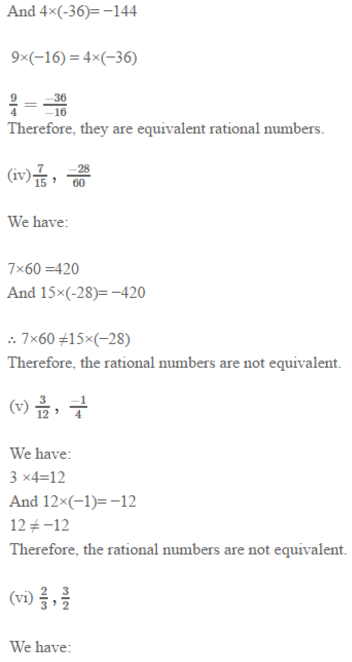 And 4×(-36)= −144
9×(−16) = 4×(−36)
9/4 = −36/−16
Therefore, they are equivalent rational numbers.
(iv) 7/15 , −28/60
We have:
7×60 =420
And 15×(-28)= −420
∴ 7×60 ≠15×(−28)
Therefore, the rational numbers are not equivalent.
(v) 3/12 , −1/4
We have:
3 ×4=12
And 12×(−1)= −12
12 ≠ −12
Therefore, the rational numbers are not equivalent.
(vi) 2/3 , 3/2
We have: